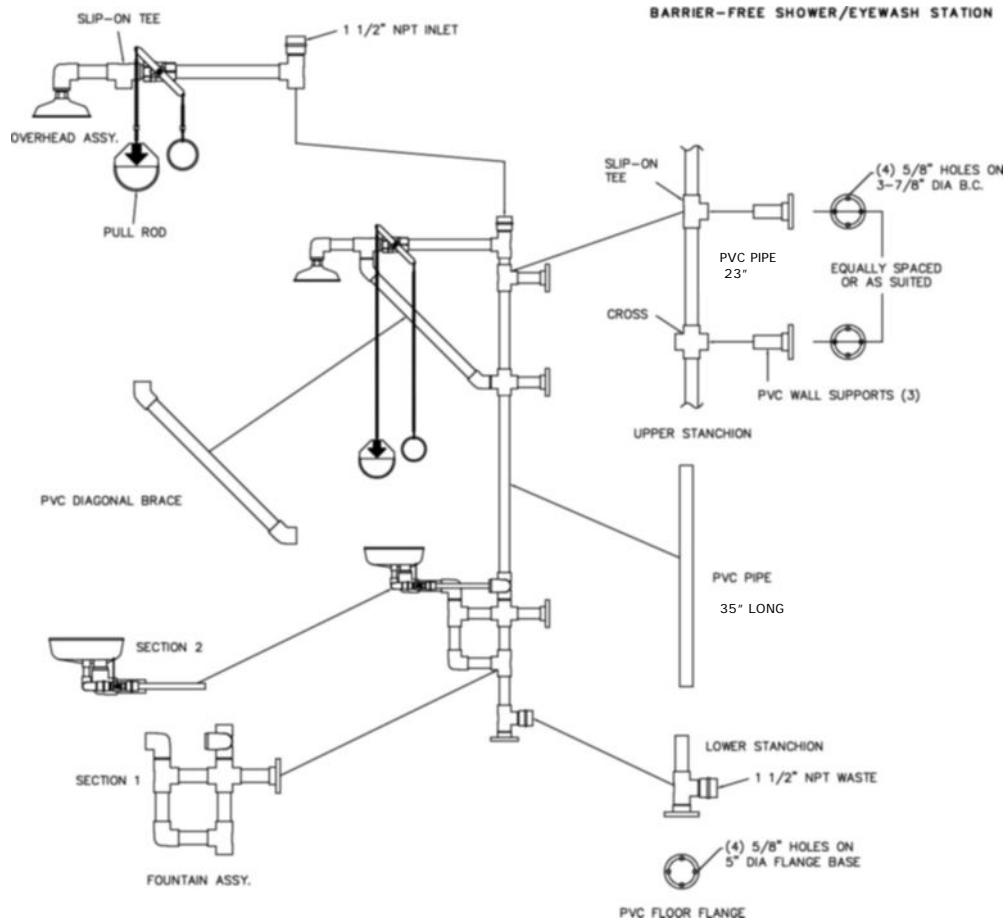 BARRIER-FREE SHOWER/EYEWASH STATION
SLIP-ON TEE
1 1/2" NPT INLET
OVERHEAD ASSY.
PULL ROD
SLIP-ON
TEE
(4) 5/8" HOLES ON
3-7/8" DIA B.C.
PVC PIPE
23"
EQUALLY SPACED
OR AS SUITED
CROSS
PVC WALL SUPPORTS (3)
UPPER STANCHION
PVC DIAGONAL BRACE
PVC PIPE
35" LONG
SECTION 2
SECTION 1
FOUNTAIN ASSY.
LOWER STANCHION
1 1/2" NPT WASTE
(4) 5/8" HOLES ON
5" DIA FLANGE BASE
PVC FLOOR FLANGE